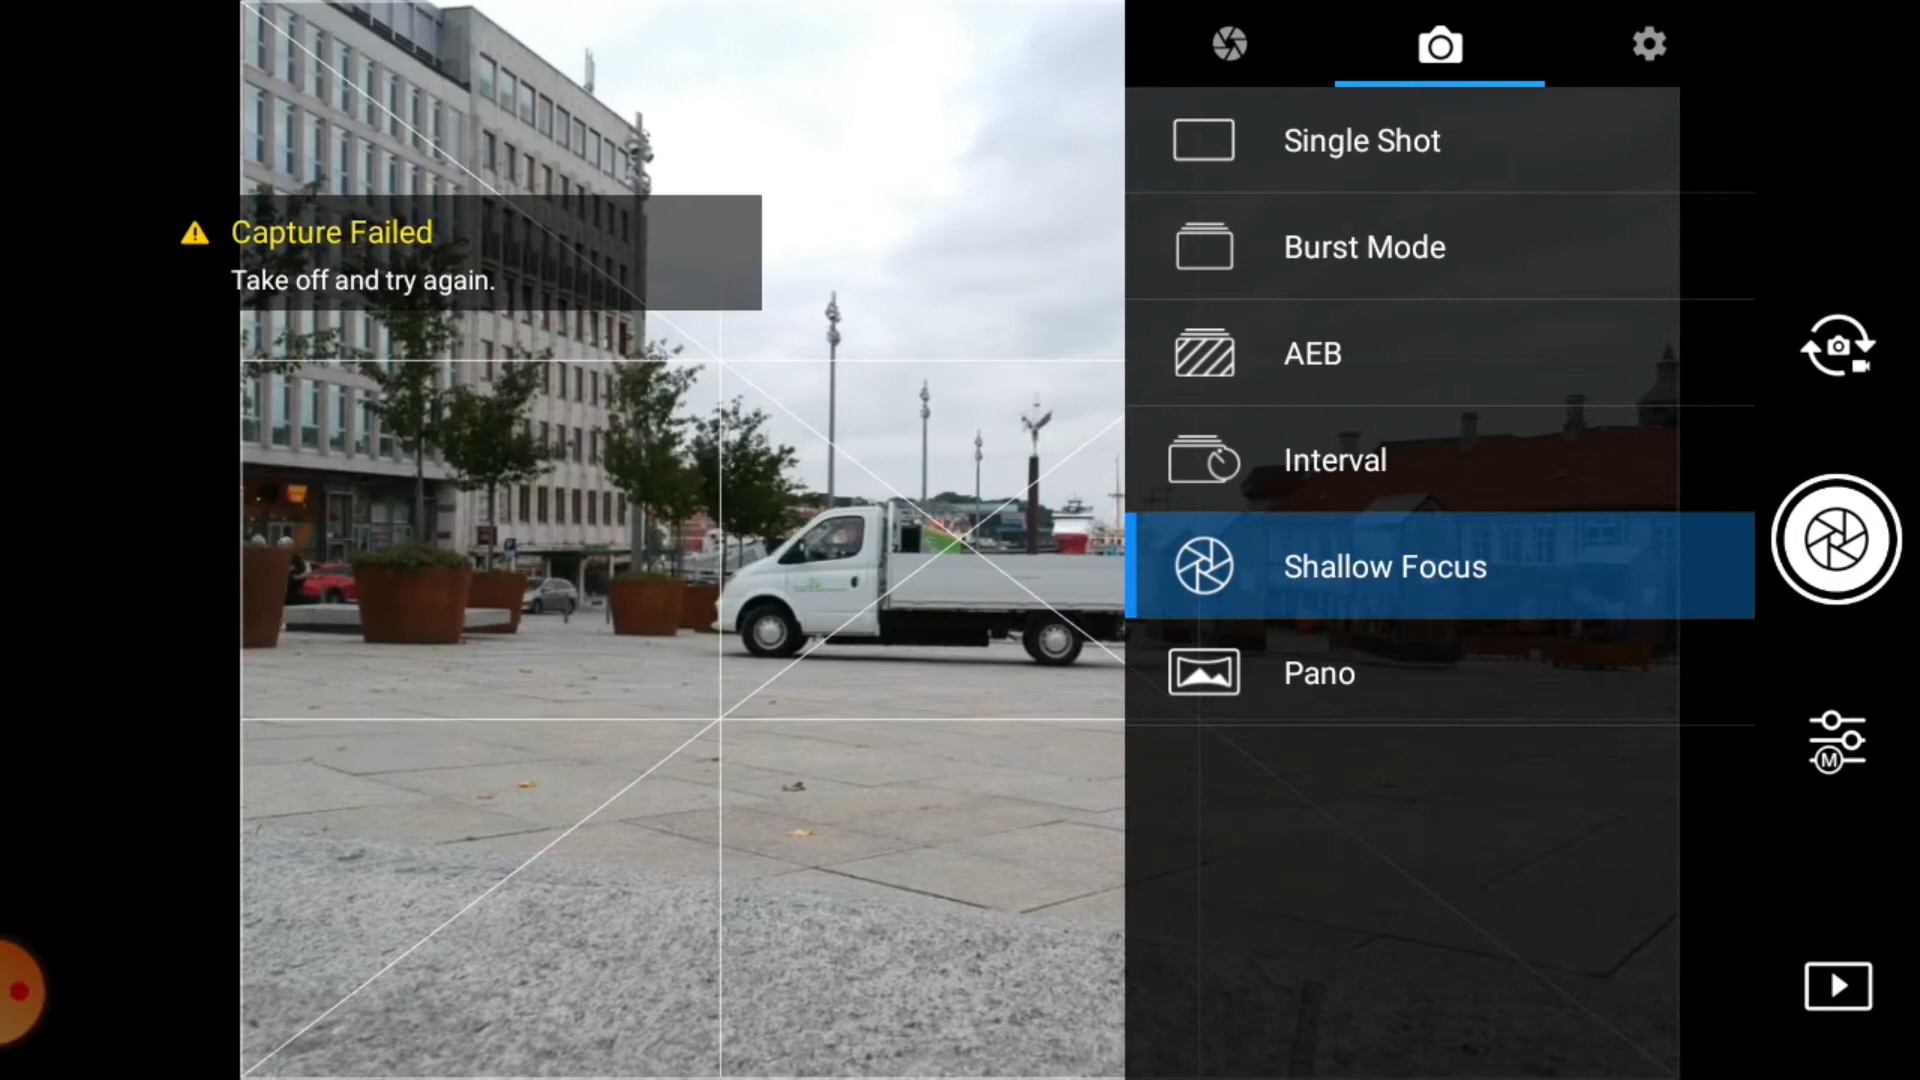 Capture Failed
Take off and try again.
Single Shot
Burst Mode
AEB
Interval
Shallow Focus
Pano
M